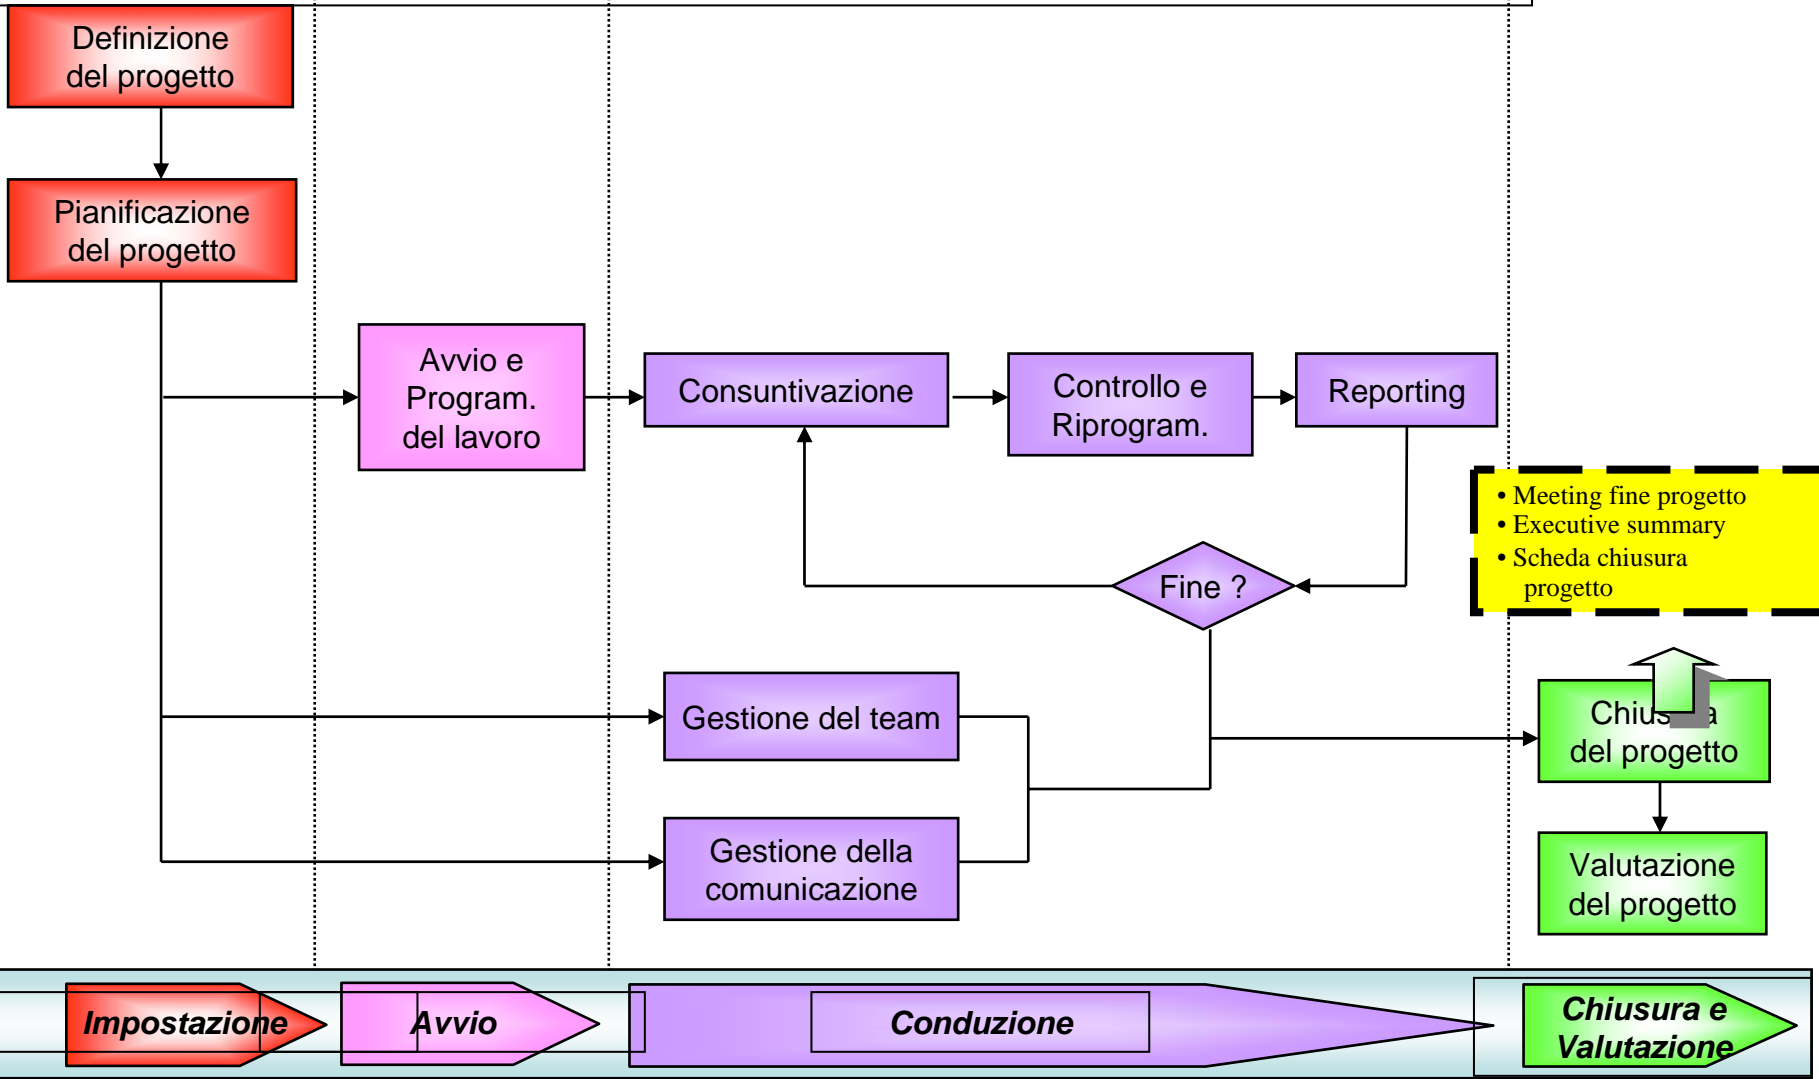 Definizione
del progetto
Pianificazione
del progetto
Avvio e
Program.
del lavoro
Consuntivazione
Controllo e
Riprogram.
Reporting
• Meeting fine progetto
• Executive summary
• Scheda chiusura
progetto
Fine ?
Gestione del team
Gestione della
comunicazione
del progetto
Valutazione
del progetto
Impostazione
Avvio
Conduzione
Chiusura e
Valutazione